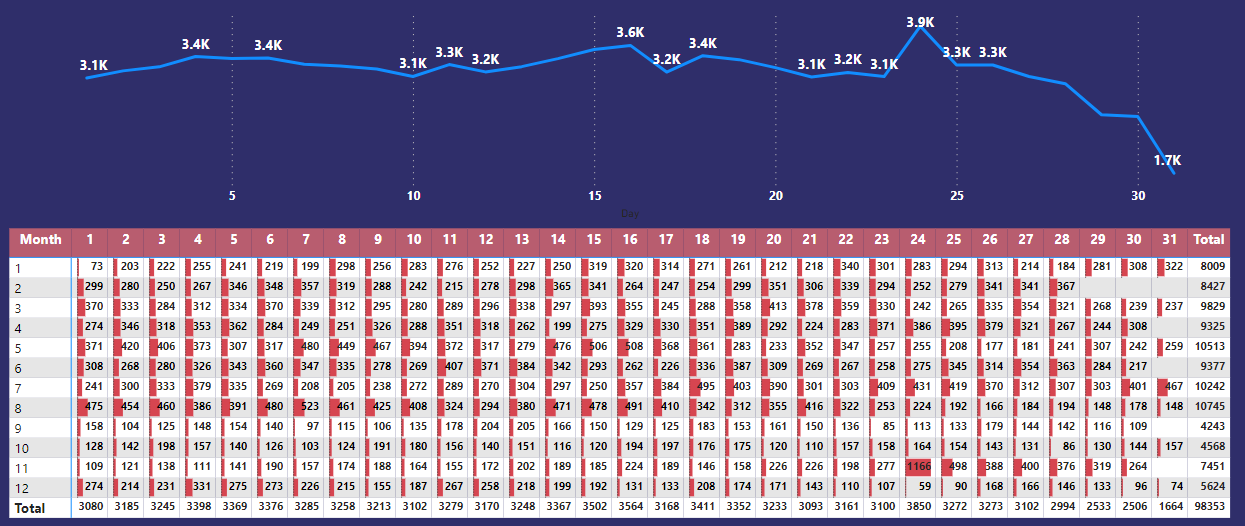 3.1K 3.4K 3.4K 3.1K 3.3K 3.2K 3.6K 3.2K 3.4K 3.1K 3.2K 3.1K 3.9K 3.3K 3.3K 1.7K
5 10 15 20 25 30
Day
Month 1 2 3 4 5 6 7 8 9 10 11 12 13 14 15 16 17 18 19 20 21 22 23 24 25 26 27 28 29 30 31 Total
1 73 203 222 255 241 219 199 298 256 283 276 252 227 250 319 320 314 271 261 212 218 340 301 283 294 313 214 184 281 308 322 8009
2 299 280 250 267 346 348 357 319 288 242 215 278 298 365 341 264 247 254 299 351 306 339 294 252 279 341 341 367 8427
3 370 333 284 312 334 370 339 312 295 280 289 296 338 297 393 355 245 288 358 413 378 359 330 242 265 335 354 321 268 239 237 9829
4 274 346 318 353 362 284 249 251 326 288 351 318 262 199 275 329 330 351 389 292 224 283 371 386 395 379 321 267 244 308 9325
5 371 420 406 373 307 317 480 449 467 394 372 317 279 476 506 508 368 361 283 233 352 347 257 255 208 177 181 241 307 242 259 10513
6 308 268 280 326 343 360 347 335 278 269 407 371 384 342 293 262 226 336 387 309 269 267 258 275 345 314 354 363 284 217 9377
7 241 300 333 379 335 269 208 205 238 272 289 270 304 297 250 357 384 495 403 390 301 303 409 431 419 370 312 307 303 401 467 10242
8 475 454 460 386 391 480 523 461 425 408 324 294 380 471 478 491 410 342 312 355 416 322 253 224 192 166 184 194 148 178 148 10745
9 158 104 125 148 154 140 97 115 106 135 178 204 205 166 150 129 125 183 153 161 150 136 85 113 133 179 144 142 116 109 4243
10 128 142 198 157 140 126 103 124 191 180 156 140 151 116 120 194 197 176 175 120 110 157 158 164 154 143 131 86 130 144 157 4568
11 109 121 138 111 141 190 157 174 188 164 155 172 202 189 185 224 189 146 158 226 226 198 277 1166 498 388 400 376 319 264 7451
12 274 214 231 331 275 273 226 215 155 187 267 258 218 199 192 131 133 208 174 171 143 110 107 59 90 168 166 146 133 96 74 5624
Total 3080 3185 3245 3398 3369 3376 3285 3258 3213 3102 3279 3170 3248 3367 3502 3564 3168 3411 3352 3233 3093 3161 3100 3850 3272 3273 3102 2994 2533 2506 1664 98353